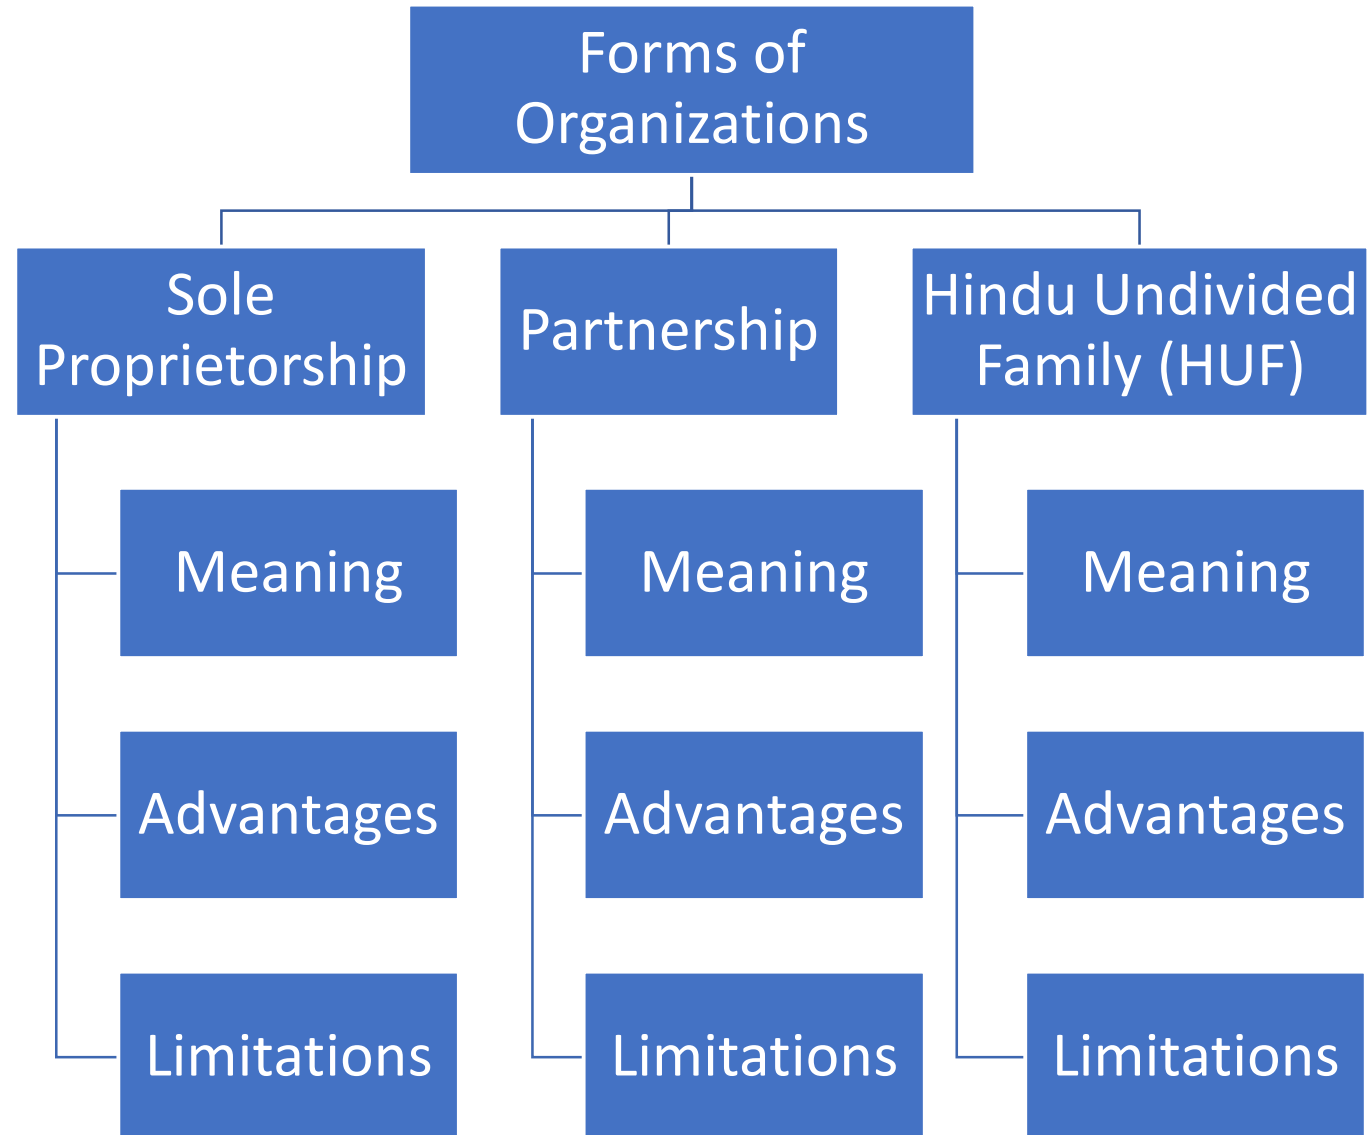 Forms of
Organizations
Sole
Proprietorship
Meaning
Advantages
Limitations
Partnership
Meaning
Advantages
Limitations
Hindu Undivided
Family (HUF)
Meaning
Advantages
Limitations